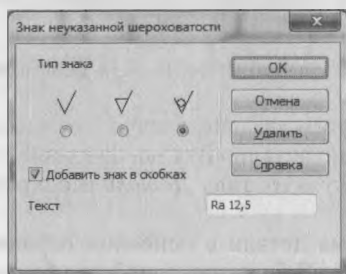 Знак неуказанной шероховатости
Тип знака
OK
Отмена
Удалить
Справка
Добавить знак в скобках
Текст
Ra 12,5